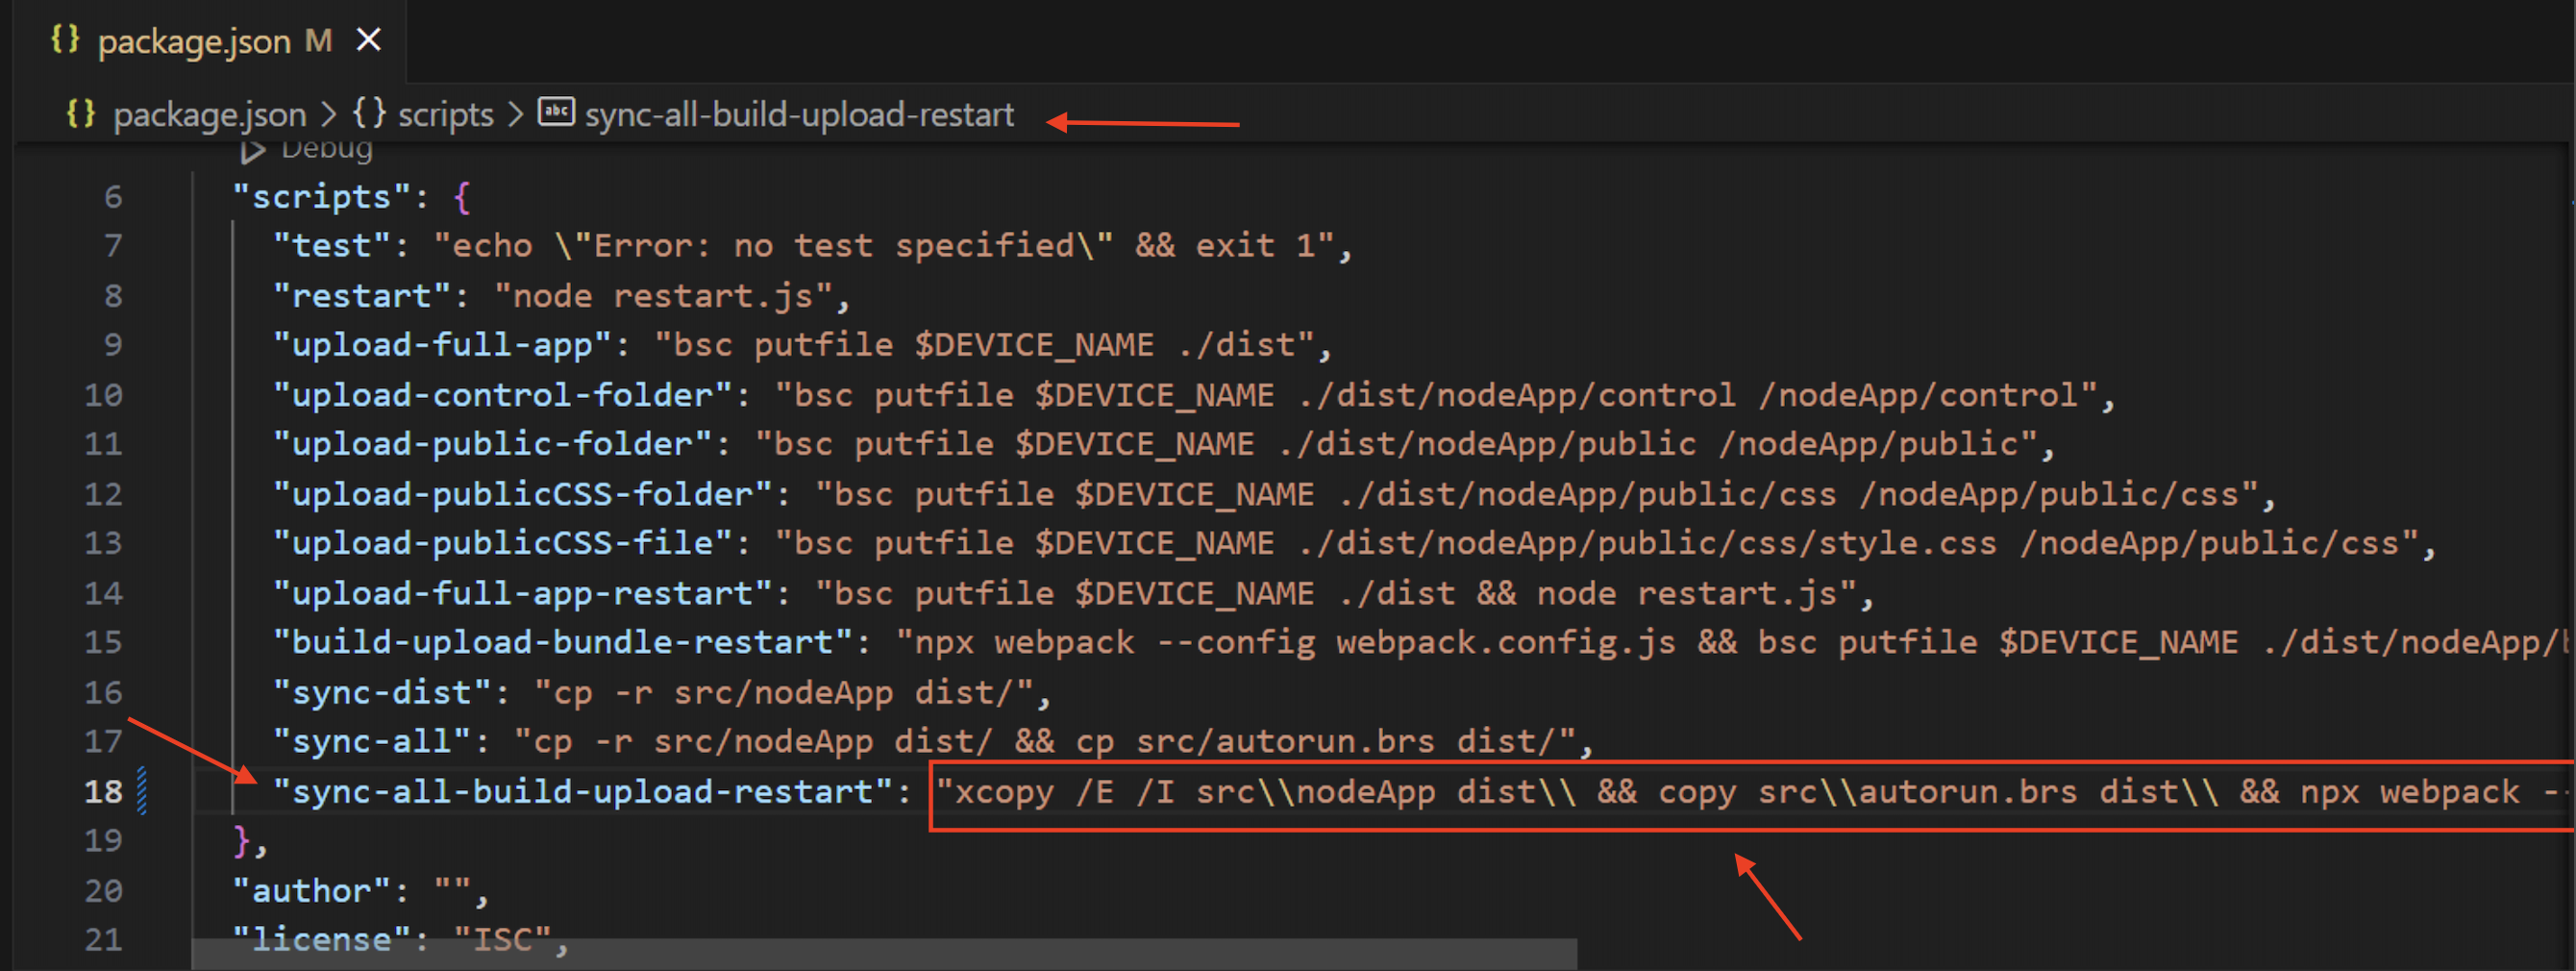 {} package.json M ×
{} package.json > {} scripts > abc sync-all-build-upload-restart
Debug
6 "scripts": {
7 "test": "echo \"Error: no test specified\" && exit 1",
8 "restart": "node restart.js",
9 "upload-full-app": "bsc putfile $DEVICE_NAME ./dist",
10 "upload-control-folder": "bsc putfile $DEVICE_NAME ./dist/nodeApp/control /nodeApp/control",
11 "upload-public-folder": "bsc putfile $DEVICE_NAME ./dist/nodeApp/public /nodeApp/public",
12 "upload-publicCSS-folder": "bsc putfile $DEVICE_NAME ./dist/nodeApp/public/css /nodeApp/public/css",
13 "upload-publicCSS-file": "bsc putfile $DEVICE_NAME ./dist/nodeApp/public/css/style.css /nodeApp/public/css",
14 "upload-full-app-restart": "bsc putfile $DEVICE_NAME ./dist && node restart.js",
15 "build-upload-bundle-restart": "npx webpack --config webpack.config.js && bsc putfile $DEVICE_NAME ./dist/nodeApp/
16 "sync-dist": "cp -r src/nodeApp dist/",
17 "sync-all": "cp -r src/nodeApp dist/ && cp src/autorun.brs dist/",
18 "sync-all-build-upload-restart": "xcopy /E /I src\\nodeApp dist\\ && copy src\\autorun.brs dist\\ && npx webpack --
19 },
20 "author": "",
21 "license": "ISC",